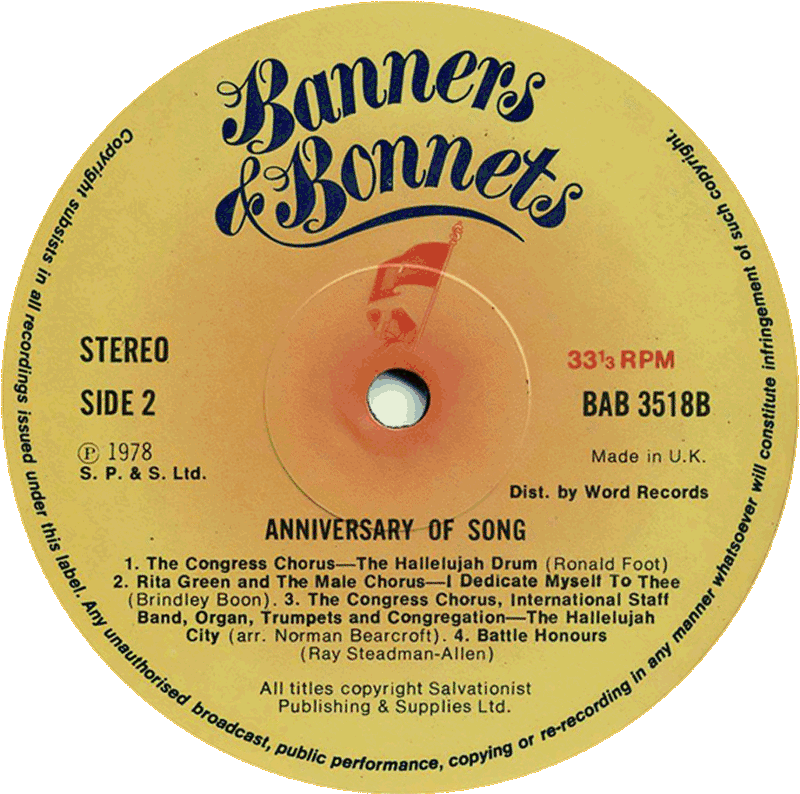 Banners
& Bonnets
STEREO
33⅓ RPM
SIDE 2
BAB 3518B
Ⓟ 1978
S. P. & S. Ltd.
Made in U.K.
Dist. by Word Records
ANNIVERSARY OF SONG
1. The Congress Chorus—The Hallelujah Drum (Ronald Foot)
2. Rita Green and The Male Chorus—I Dedicate Myself To Thee
(Brindley Boon). 3. The Congress Chorus, International Staff
Band, Organ, Trumpets and Congregation—The Hallelujah
City (arr. Norman Bearcroft). 4. Battle Honours
(Ray Steadman-Allen)
All titles copyright Salvationist
Publishing & Supplies Ltd.
Copyright subsists in all recordings issued under this label. Any unauthorised broadcast, public performance, copying or re-recording in any manner whatsoever will constitute infringement of such copyright.